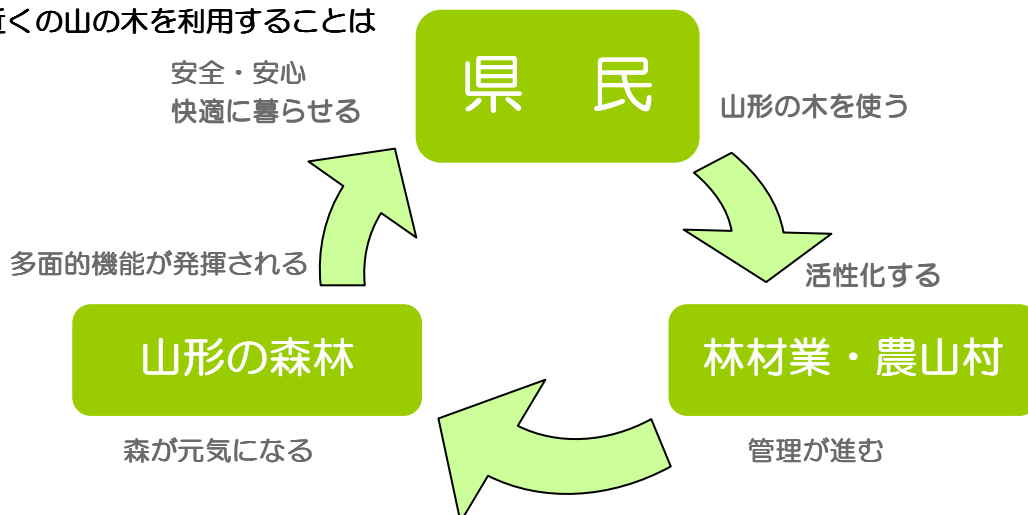 くの山の木を利用することは
県　民
安全・安心
快適に暮らせる
山形の木を使う
活性化する
林材業・農山村
管理が進む
山形の森林
森が元気になる
多面的機能が発揮される